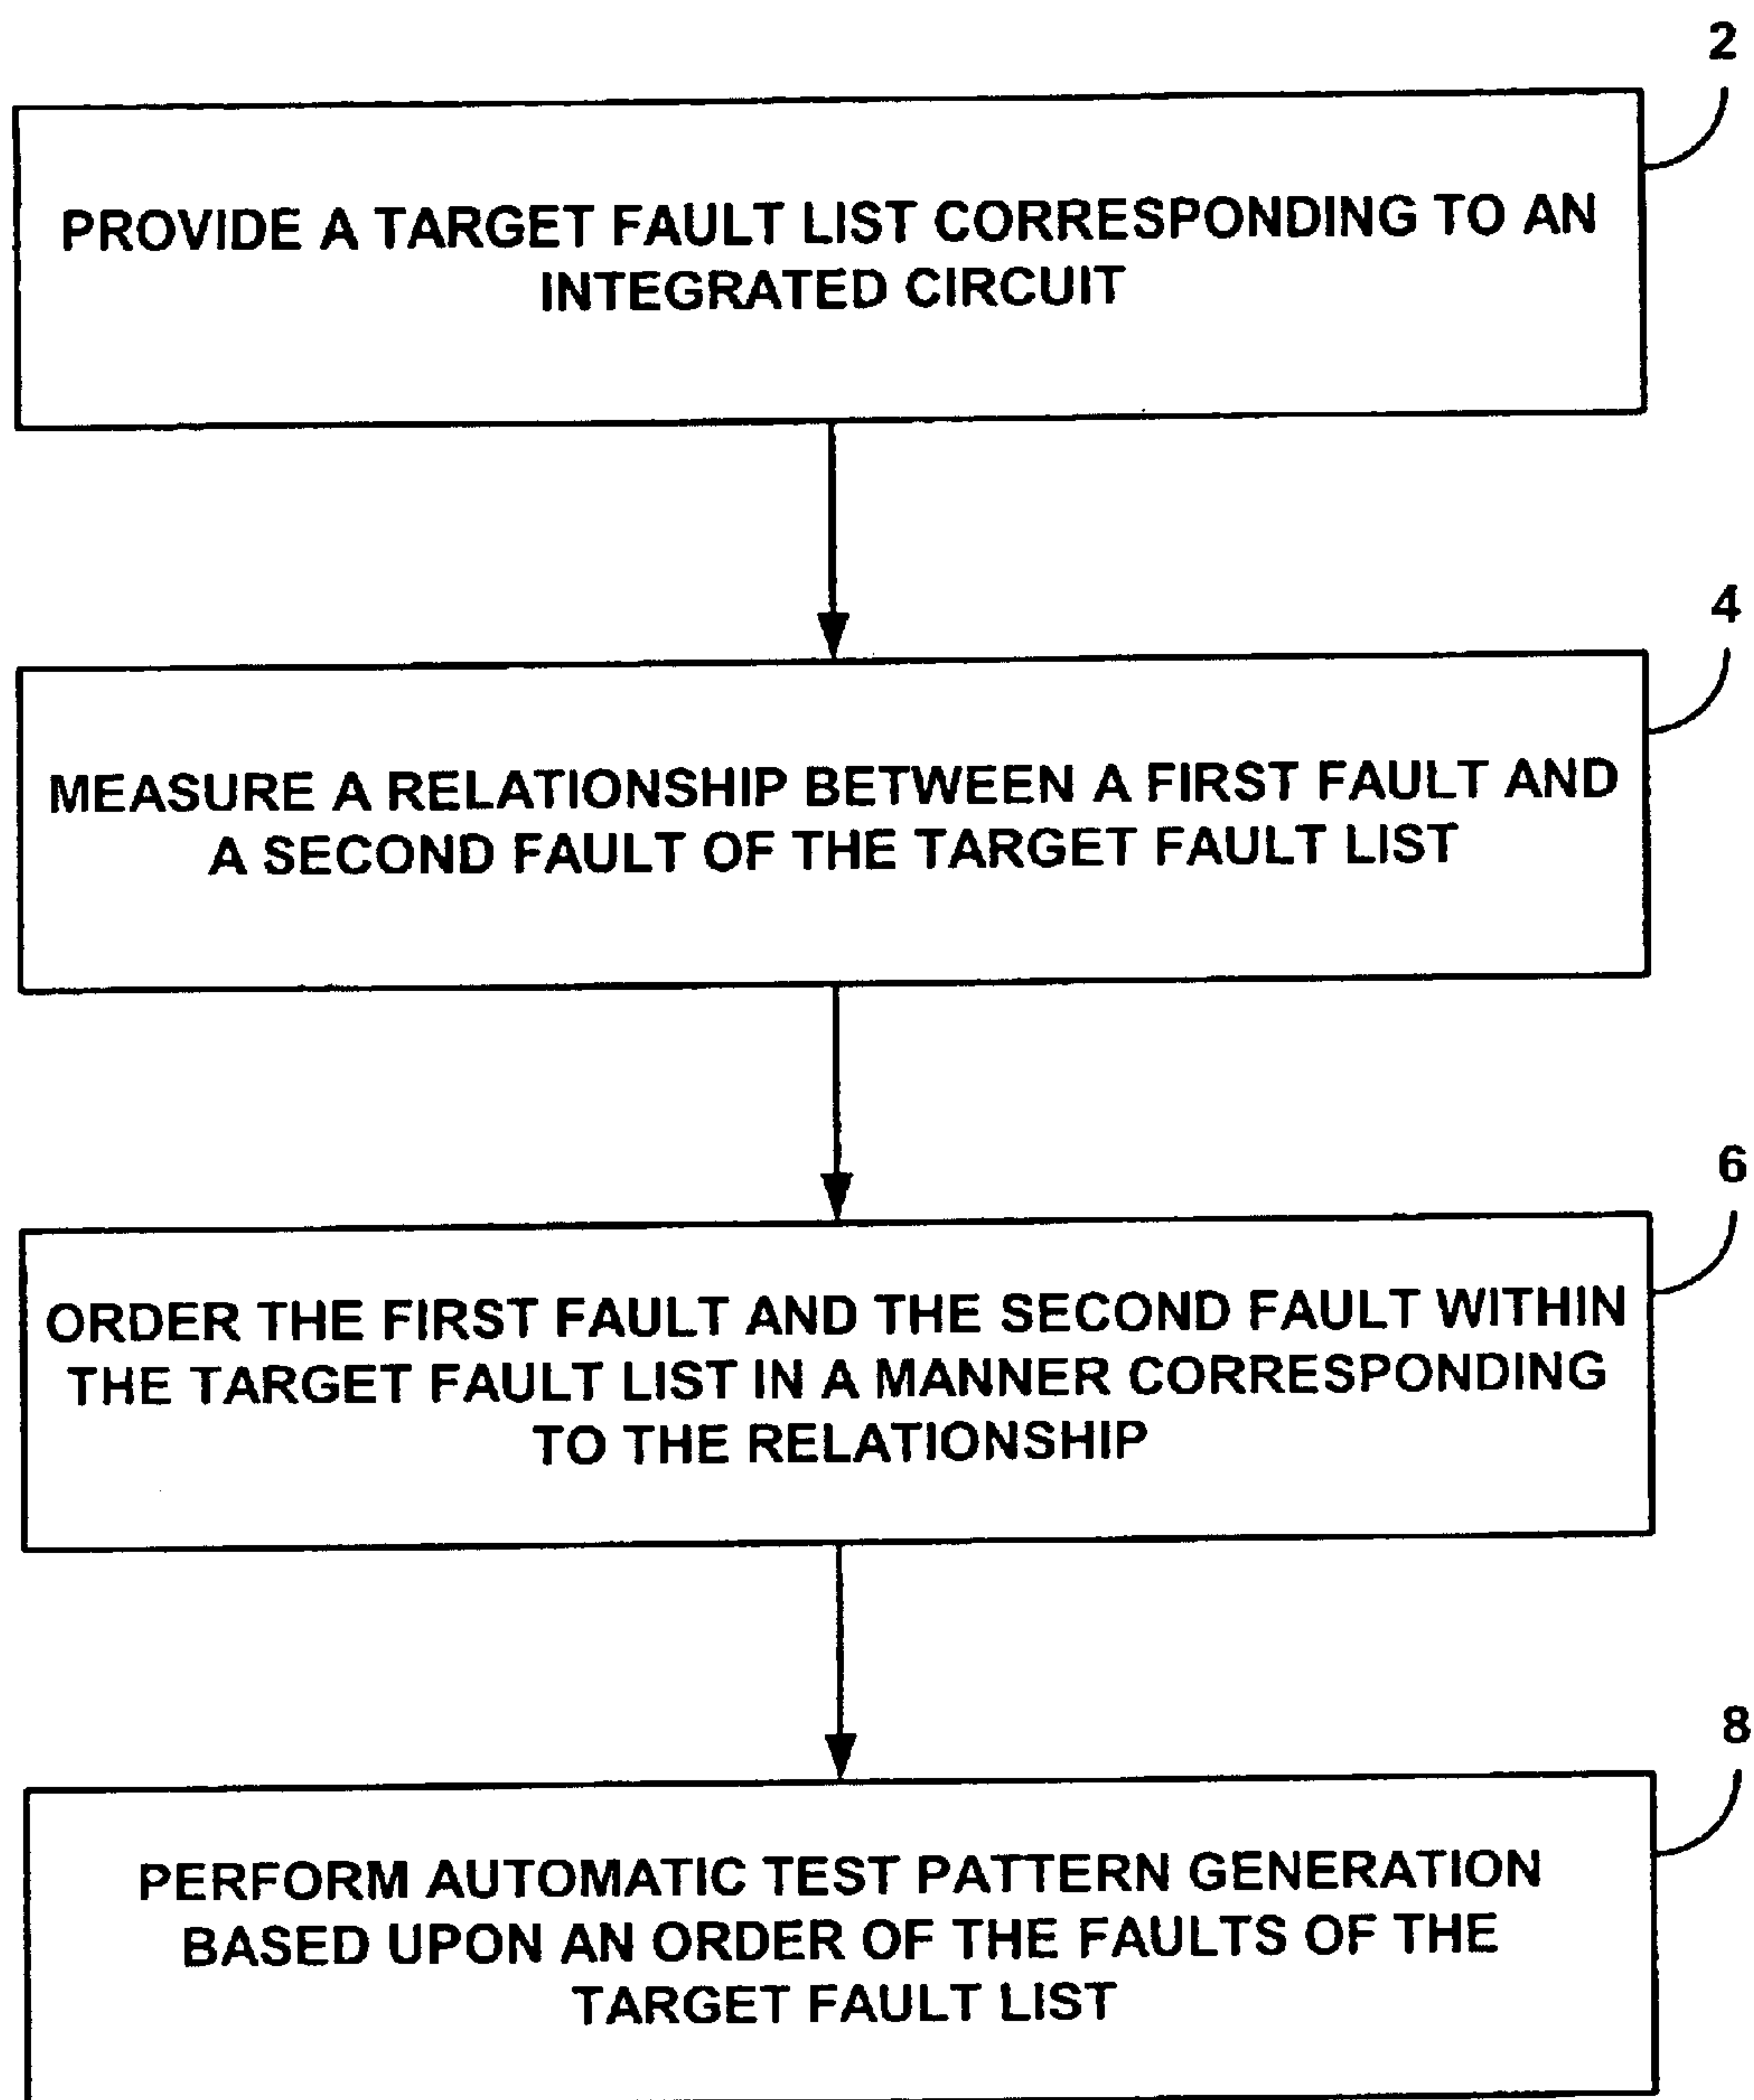 2
PROVIDE A TARGET FAULT LIST CORRESPONDING TO AN
INTEGRATED CIRCUIT
4
MEASURE A RELATIONSHIP BETWEEN A FIRST FAULT AND
A SECOND FAULT OF THE TARGET FAULT LIST
6
ORDER THE FIRST FAULT AND THE SECOND FAULT WITHIN
THE TARGET FAULT LIST IN A MANNER CORRESPONDING
TO THE RELATIONSHIP
8
PERFORM AUTOMATIC TEST PATTERN GENERATION
BASED UPON AN ORDER OF THE FAULTS OF THE
TARGET FAULT LIST